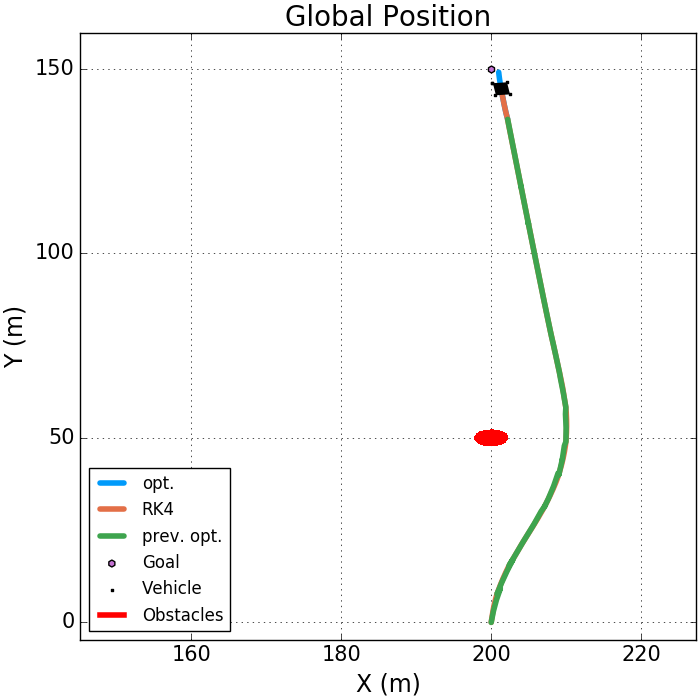 Global Position
150
100
50
0
Y (m)
opt.
RK4
prev. opt.
Goal
Vehicle
Obstacles
160
180
200
220
X (m)